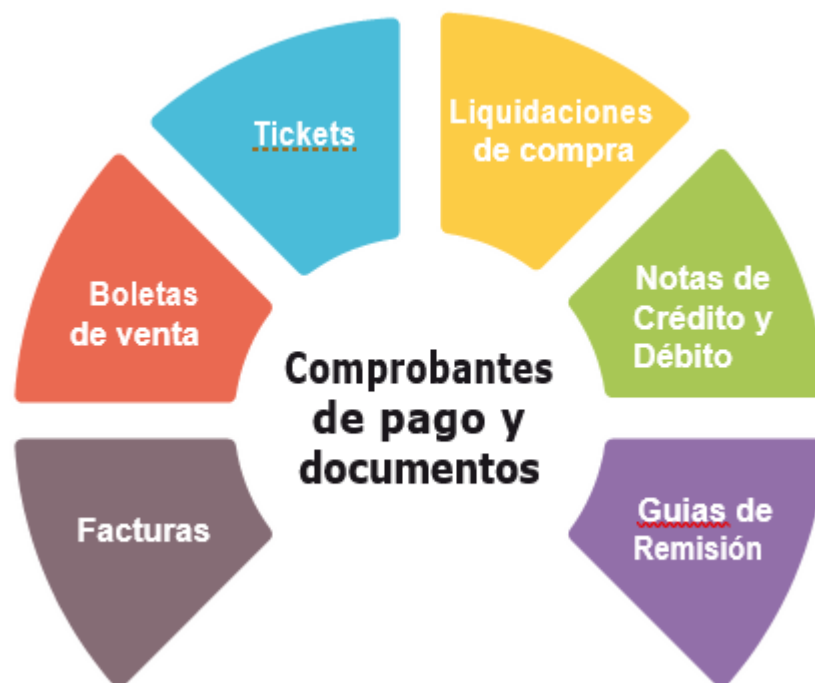 Tickets
Liquidaciones
de compra
Boletas
de venta
Notas de
Crédito y
Débito
Comprobantes
de pago y
documentos
Facturas
Guias de
Remisión